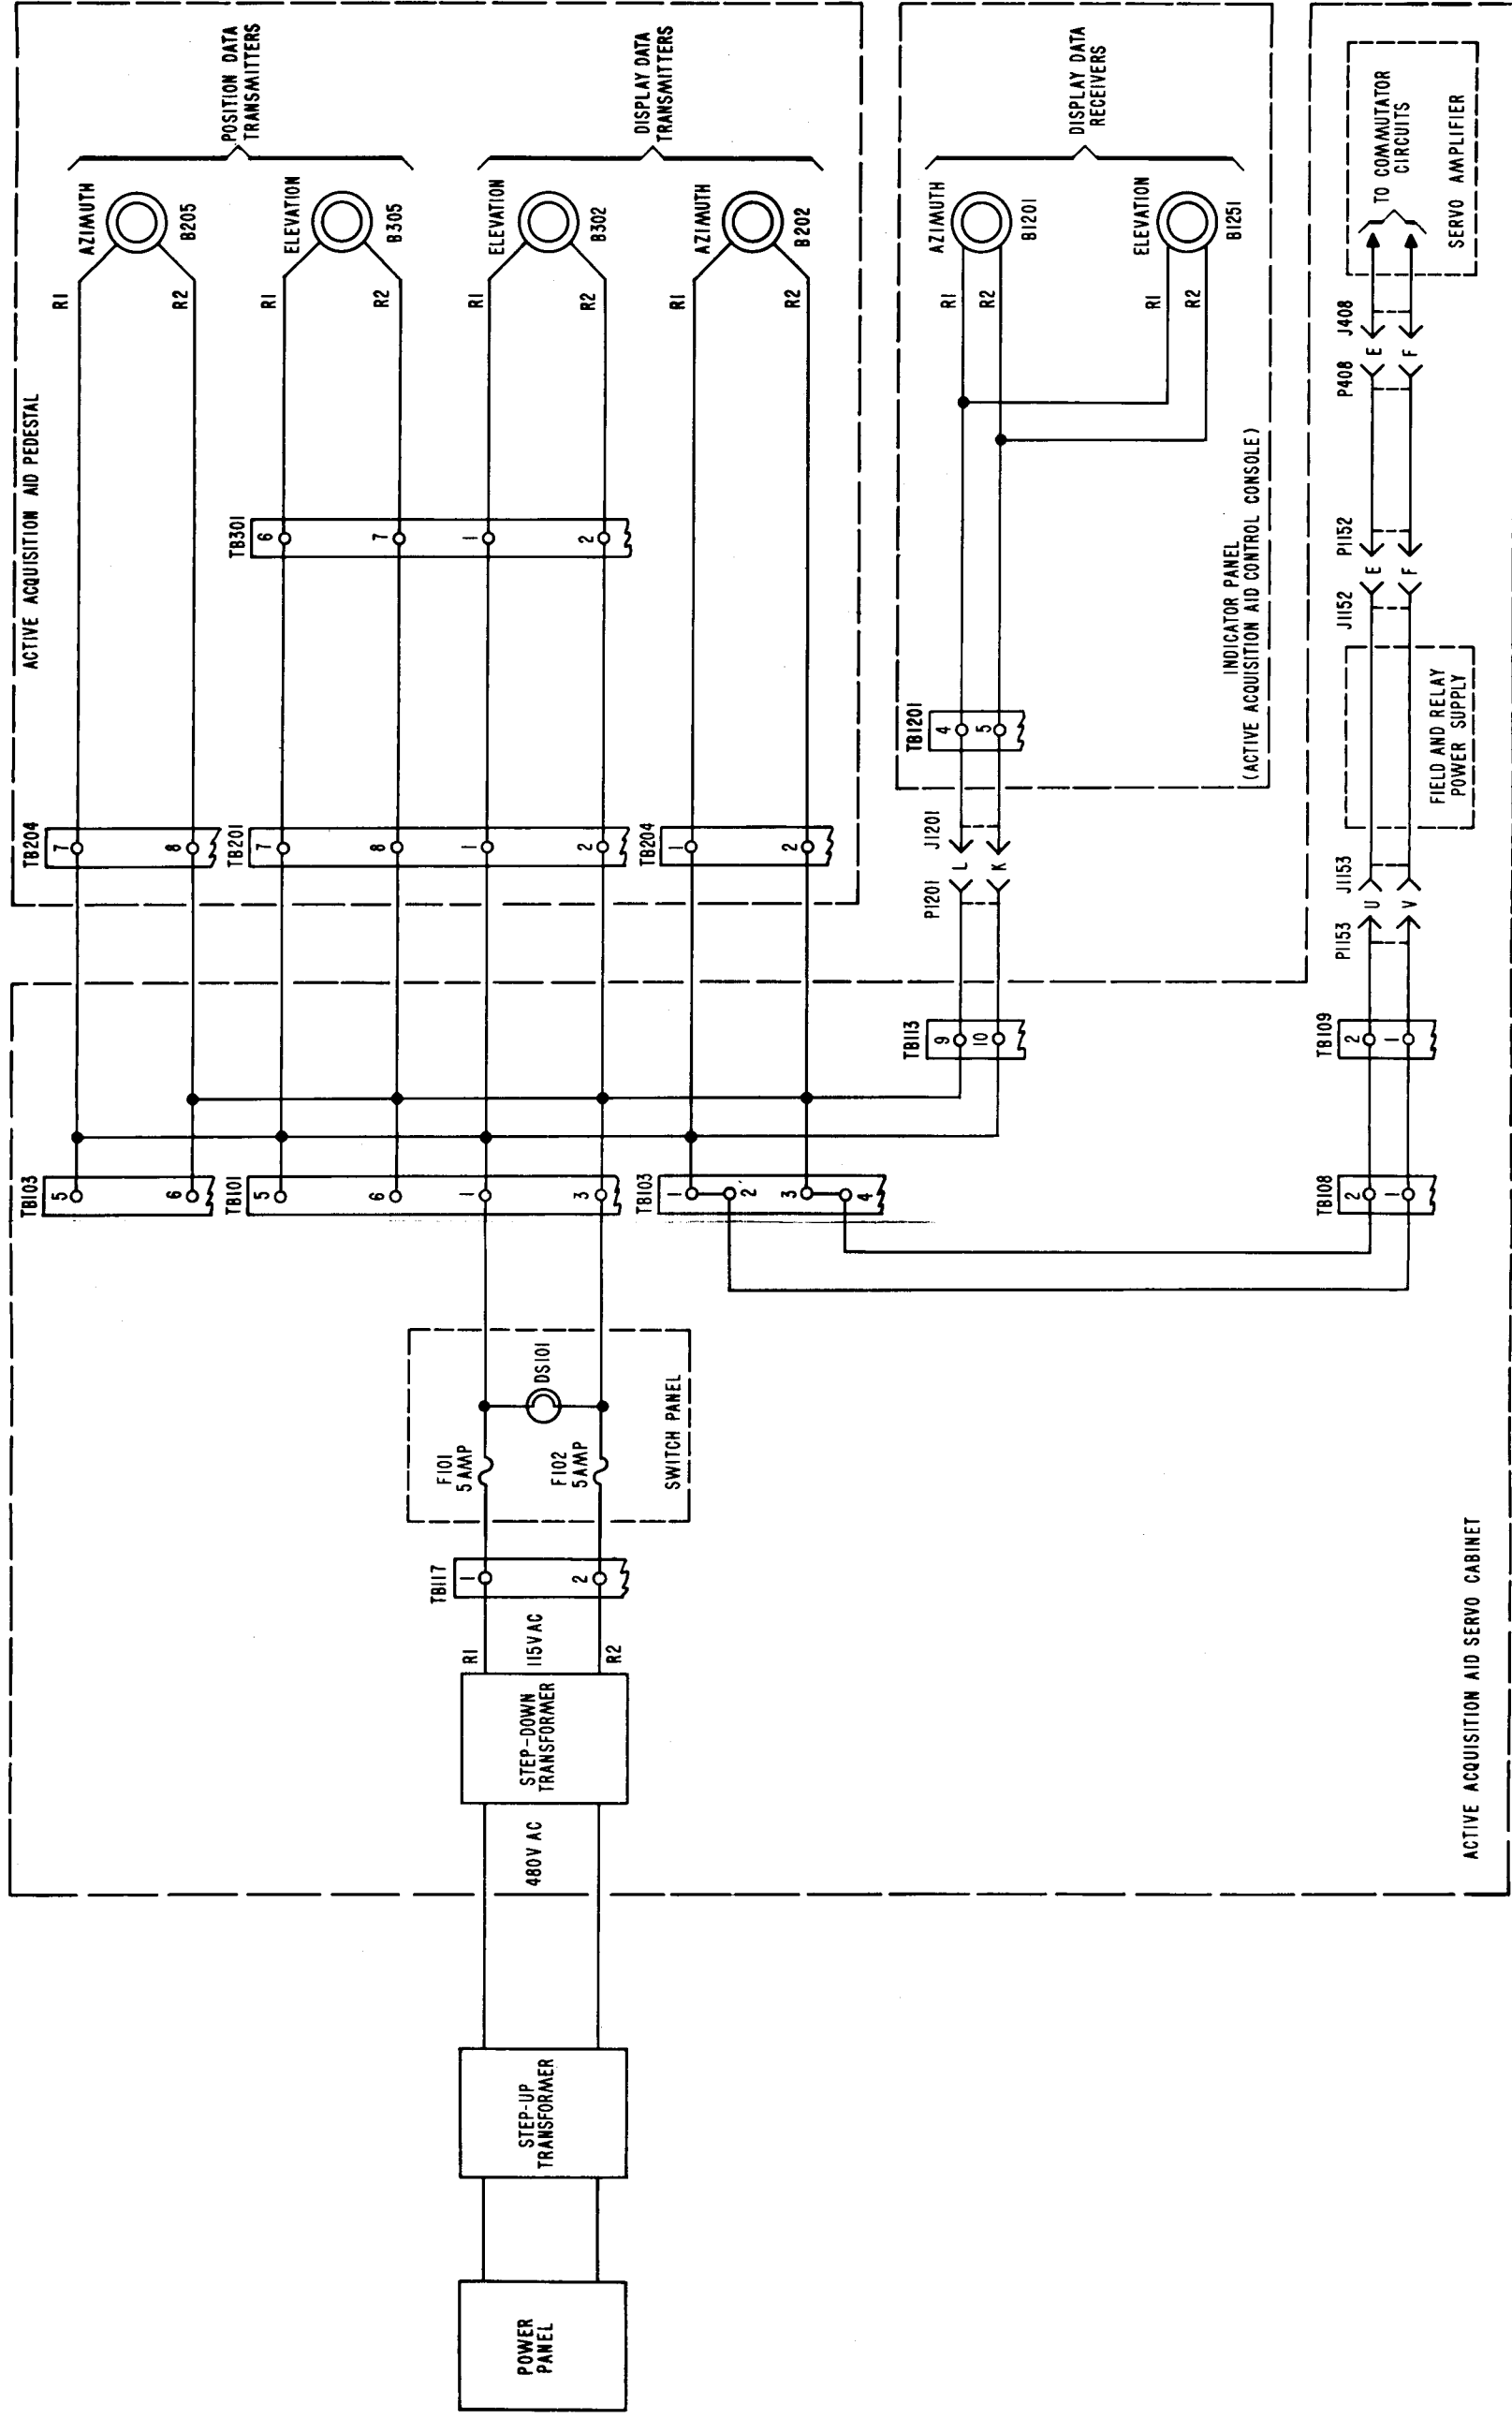 ACTIVE ACQUISITION AID PEDESTAL
POSITION DATA
TRANSMITTERS
DISPLAY DATA
TRANSMITTERS
AZIMUTH
B205
R1
R2
ELEVATION
B305
R1
R2
ELEVATION
B302
R1
R2
AZIMUTH
B202
R1
R2
TB301
6
7
1
2
TB204
7
8
TB201
7
8
1
2
TB204
1
2
DISPLAY DATA
RECEIVERS
AZIMUTH
B1201
R1
R2
ELEVATION
B1251
R1
R2
TB1201
4
5
INDICATOR PANEL
(ACTIVE ACQUISITION AID CONTROL CONSOLE)
P1201
J1201
L
K
TB113
9
10
TO COMMUTATOR
CIRCUITS
SERVO AMPLIFIER
P408
J408
E
F
J1152
P1152
E
F
FIELD AND RELAY
POWER SUPPLY
P1153
J1153
U
V
TB109
2
1
TB108
2
1
TB103
5
6
TB101
5
6
1
3
TB103
1
2
3
4
DS101
F101
5 AMP
F102
5 AMP
SWITCH PANEL
TB117
1
2
R1
115V AC
R2
STEP-DOWN
TRANSFORMER
480V AC
STEP-UP
TRANSFORMER
POWER
PANEL
ACTIVE ACQUISITION AID SERVO CABINET